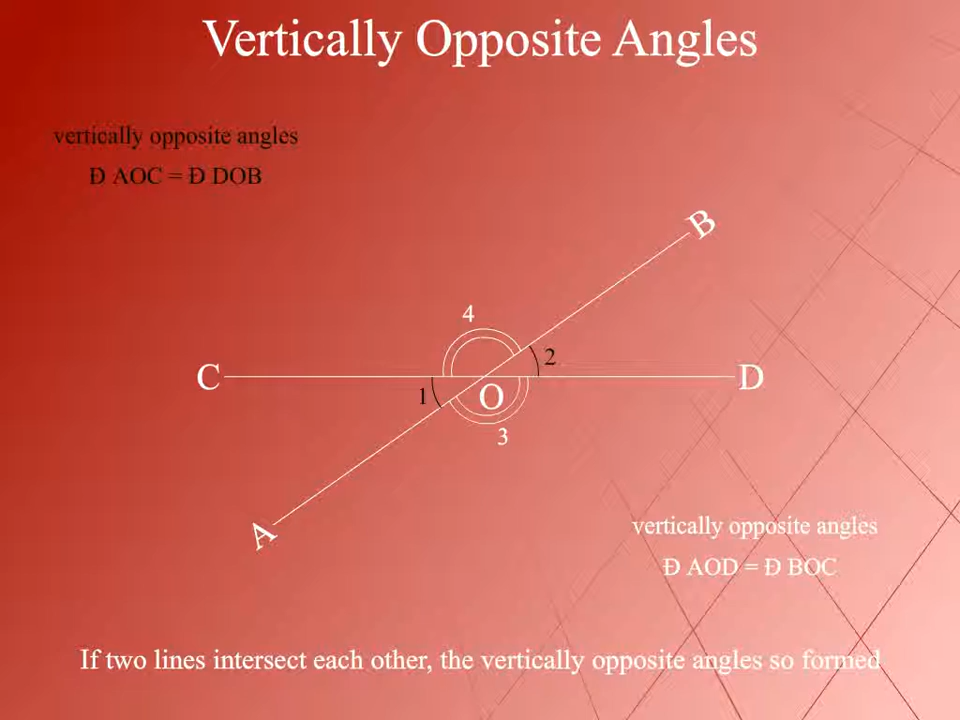 Vertically Opposite Angles
vertically opposite angles
Ð AOC = Ð DOB
B
4
2
C
D
1
O
3
A
vertically opposite angles
Ð AOD = Ð BOC
If two lines intersect each other, the vertically opposite angles so formed